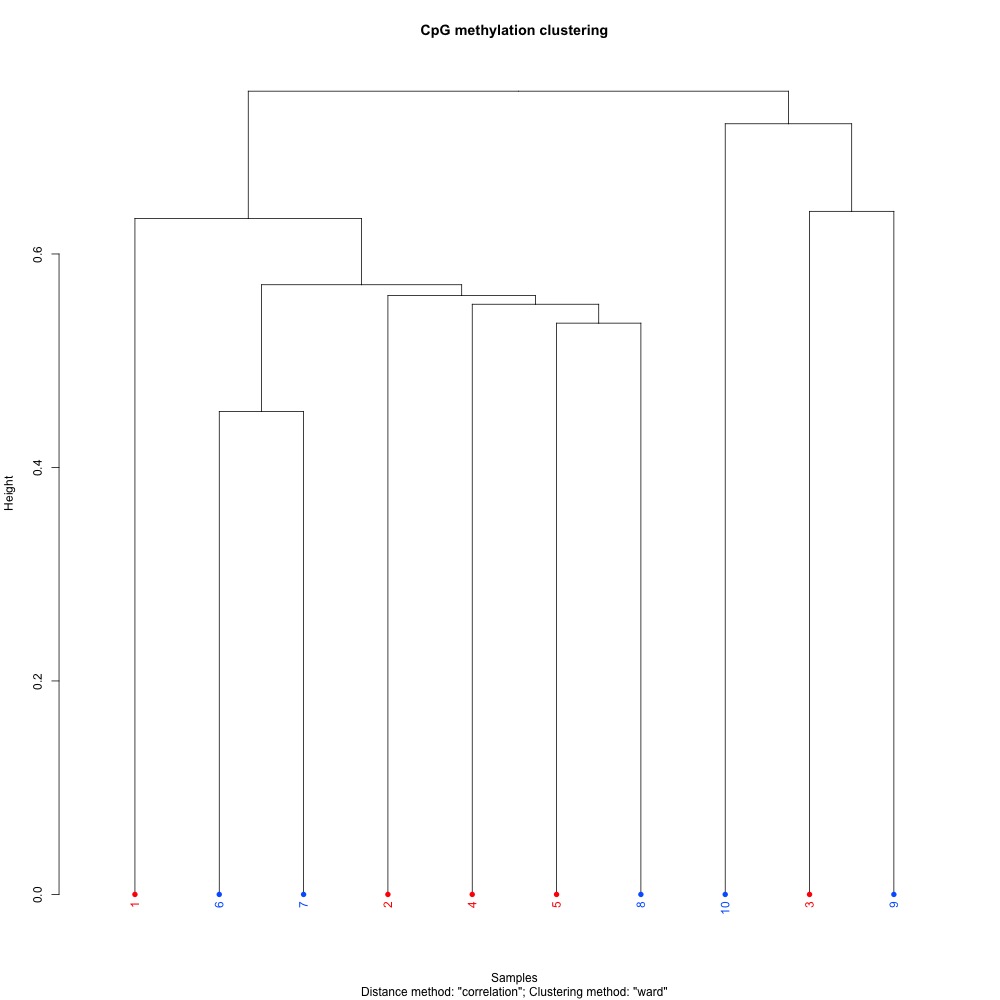 CpG methylation clustering
Height
0.6
0.4
0.2
0.0
1 6 7 2 4 5 8 10 3 9
Samples
Distance method: "correlation"; Clustering method: "ward"